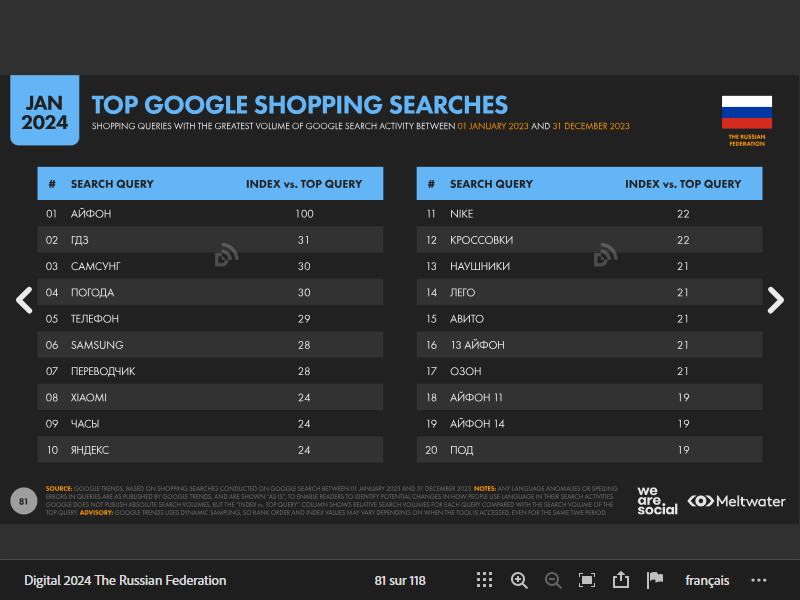 JAN
2024
TOP GOOGLE SHOPPING SEARCHES
SHOPPING QUERIES WITH THE GREATEST VOLUME OF GOOGLE SEARCH ACTIVITY BETWEEN 01 JANUARY 2023 AND 31 DECEMBER 2023
THE RUSSIAN
FEDERATION
# SEARCH QUERY INDEX vs. TOP QUERY
01 АЙФОН 100
02 ГДЗ 31
03 САМСУНГ 30
04 ПОГОДА 30
05 ТЕЛЕФОН 29
06 SAMSUNG 28
07 ПЕРЕВОДЧИК 28
08 XIAOMI 24
09 ЧАСЫ 24
10 ЯНДЕКС 24
# SEARCH QUERY INDEX vs. TOP QUERY
11 NIKE 22
12 КРОССОВКИ 22
13 НАУШНИКИ 21
14 ЛЕГО 21
15 АВИТО 21
16 13 АЙФОН 21
17 ОЗОН 21
18 АЙФОН 11 19
19 АЙФОН 14 19
20 ПОД 19
81
SOURCE: GOOGLE TRENDS, BASED ON SHOPPING SEARCHES CONDUCTED ON GOOGLE SEARCH BETWEEN 01 JANUARY 2023 AND 31 DECEMBER 2023. NOTES: ANY LANGUAGE ANOMALIES OR SPELLING
ERRORS IN QUERIES ARE AS PUBLISHED BY GOOGLE TRENDS, AND ARE SHOWN "AS IS", TO ENABLE READERS TO IDENTIFY POTENTIAL CHANGES IN HOW PEOPLE USE LANGUAGE IN THEIR SEARCH ACTIVITIES.
GOOGLE DOES NOT PUBLISH ABSOLUTE SEARCH VOLUMES, BUT THE "INDEX vs. TOP QUERY" COLUMN SHOWS RELATIVE SEARCH VOLUMES FOR EACH QUERY COMPARED WITH THE SEARCH VOLUME OF THE
TOP QUERY. ADVISORY: GOOGLE TRENDS USES DYNAMIC SAMPLING, SO RANK ORDER AND INDEX VALUES MAY VARY DEPENDING ON WHEN THE TOOL IS ACCESSED, EVEN FOR THE SAME TIME PERIOD.
we
are.
social
Meltwater
Digital 2024 The Russian Federation
81 sur 118
français